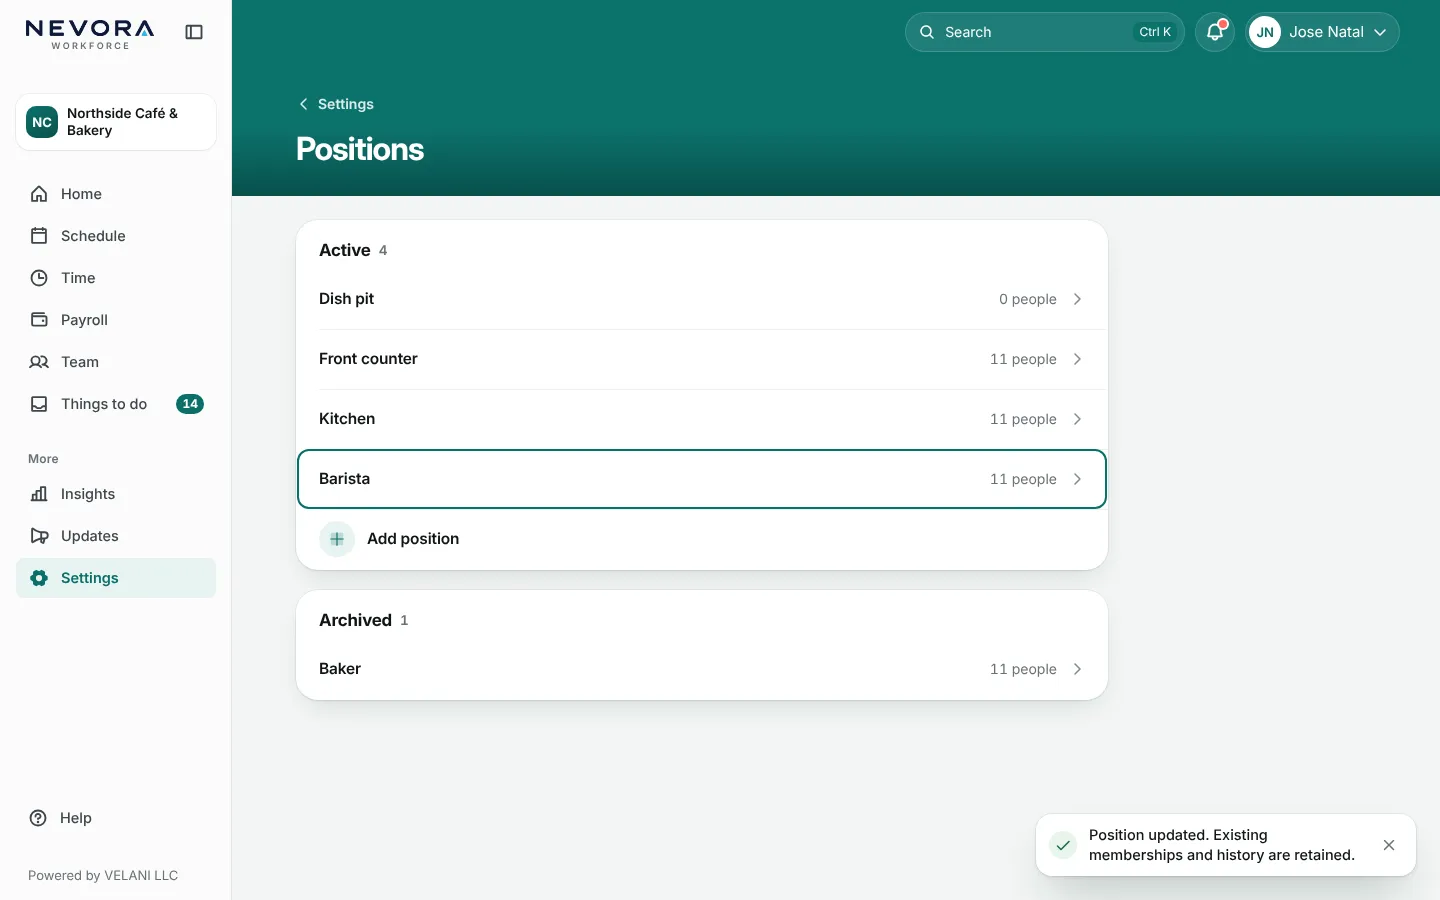 NEVORA
WORKFORCE
Search
Ctrl K
JN
Jose Natal
NC
Northside Café &
Bakery
Home
Schedule
Time
Payroll
Team
Things to do
14
More
Insights
Updates
Settings
Help
Powered by VELANI LLC
Settings
Positions
Active 4
Dish pit
0 people
Front counter
11 people
Kitchen
11 people
Barista
11 people
Add position
Archived 1
Baker
11 people
Position updated. Existing
memberships and history are retained.